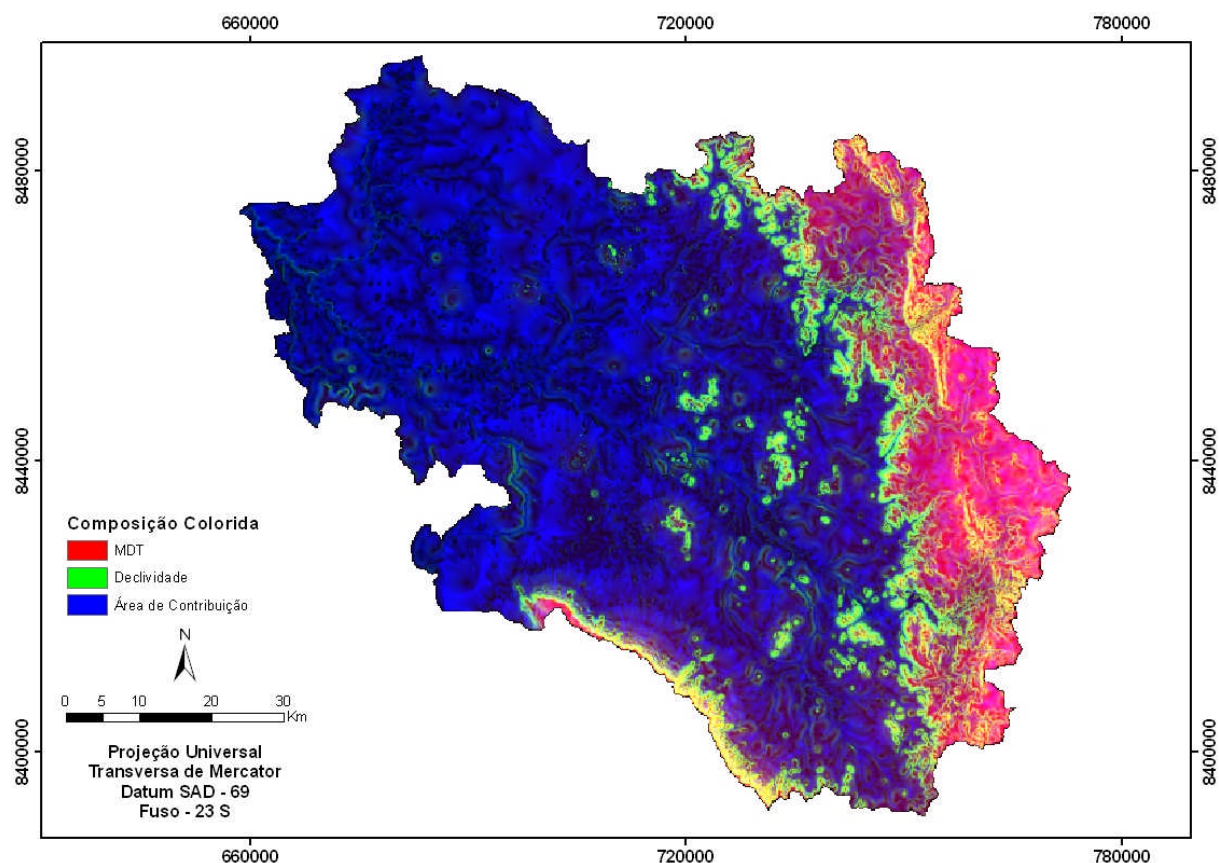 660000 720000 780000
8480000 8480000
8440000 8440000
8400000 8400000
Composição Colorida
MDT
Declividade
Área de Contribuição
N
0 5 10 20 30
Km
Projeção Universal
Transversa de Mercator
Datum SAD - 69
Fuso - 23 S
660000 720000 780000